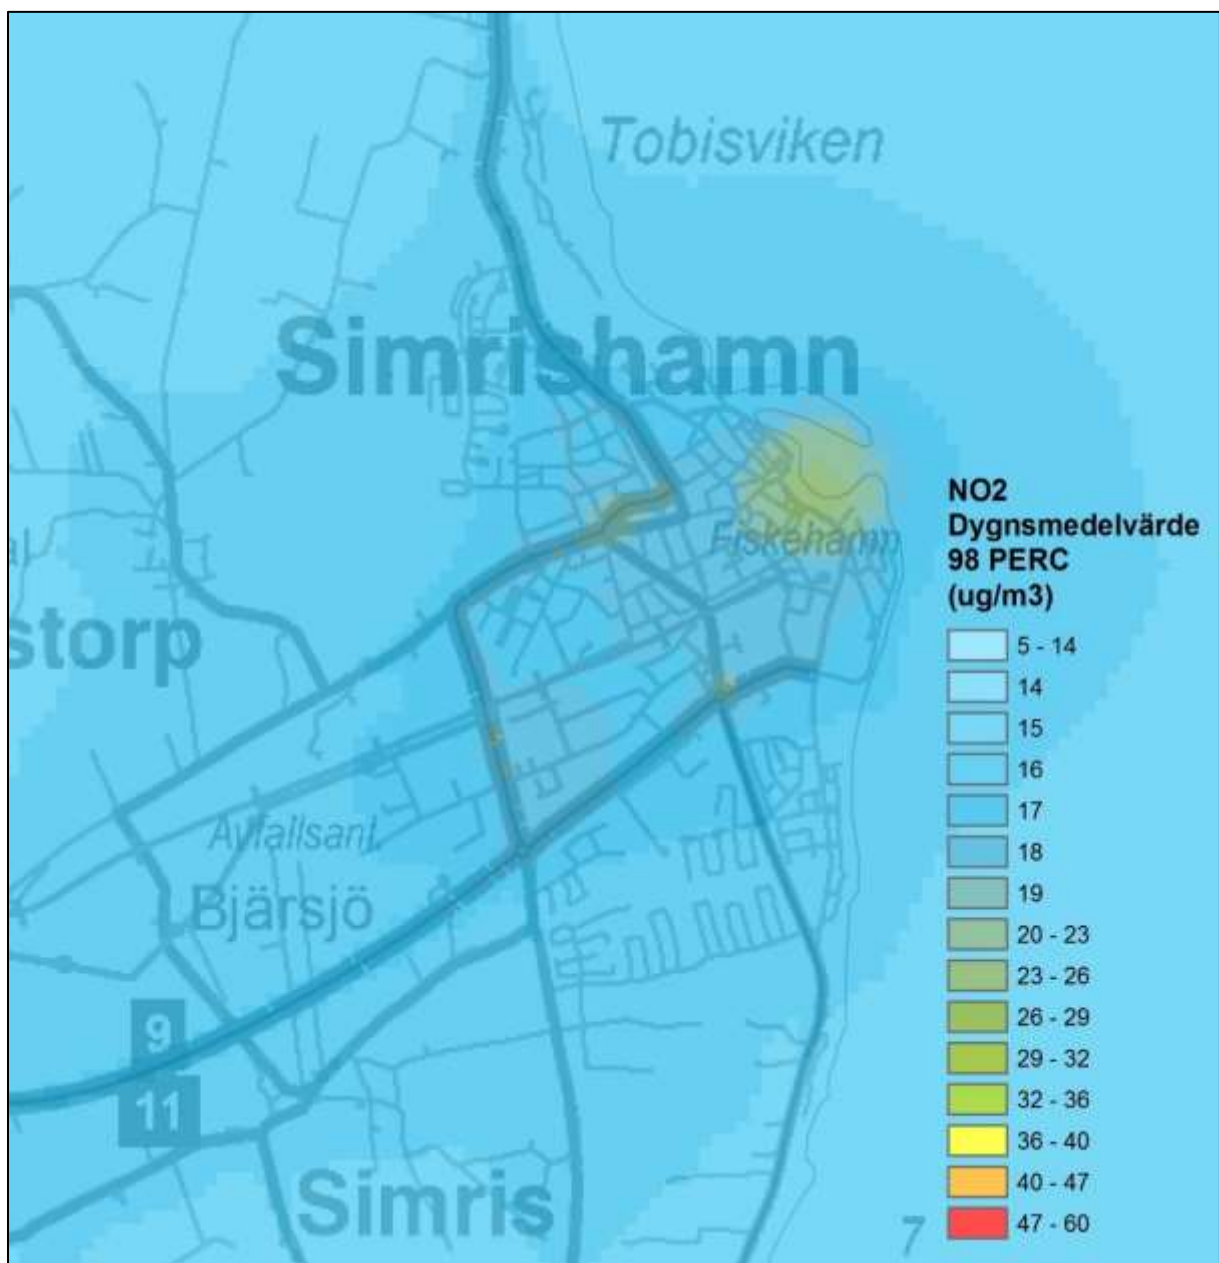 Tobisviken
Simrishamn
Fiskehamn
al
storp
Avfallsanl.
Bjärsjö
9
11
Simris
7
NO2
Dygnsmedelvärde
98 PERC
(ug/m3)
5 - 14
14
15
16
17
18
19
20 - 23
23 - 26
26 - 29
29 - 32
32 - 36
36 - 40
40 - 47
47 - 60